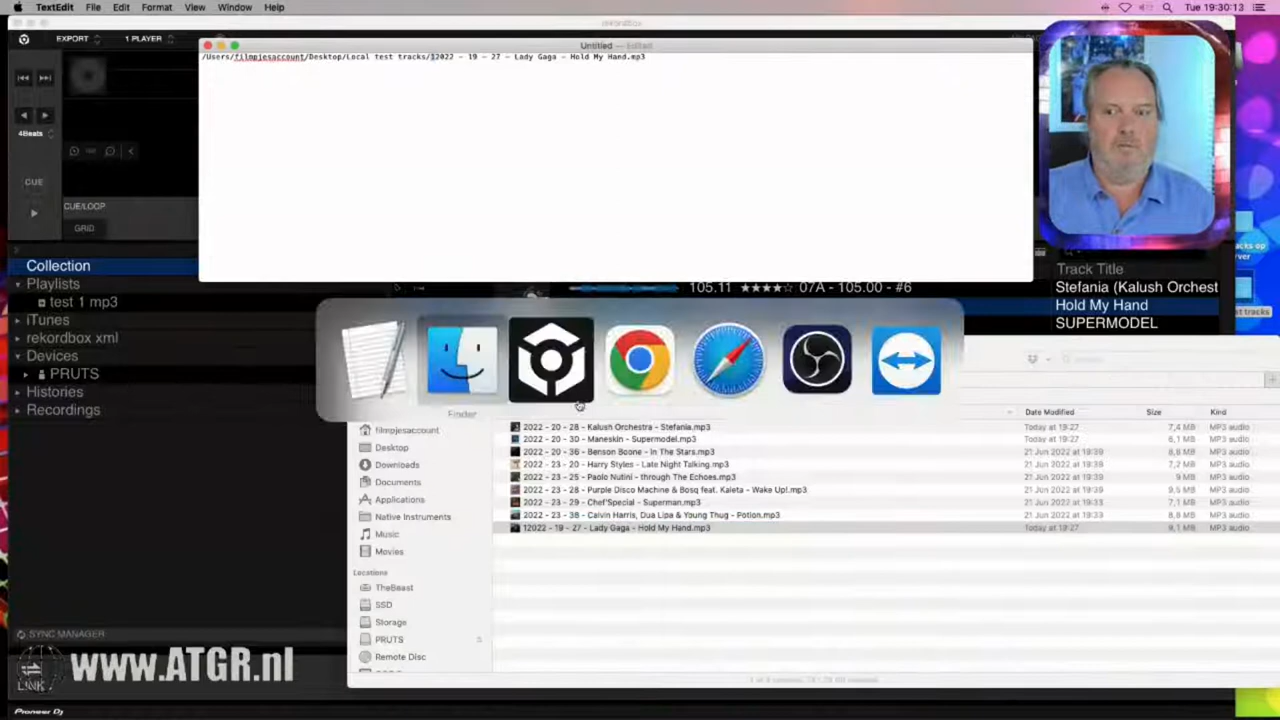 TextEdit File Edit Format View Window Help
Tue 19:30:13
EXPORT
1 PLAYER
Untitled — Edited
/Users/filmpjesaccount/Desktop/Local test tracks/12022 - 19 - 27 - Lady Gaga - Hold My Hand.mp3
4Beats
CUE
CUE/LOOP
GRID
Collection
Playlists
test 1 mp3
iTunes
rekordbox xml
Devices
PRUTS
Histories
Recordings
105.11 ★★★★☆ 07A - 105.00 - #6
Track Title
Stefania (Kalush Orchest
Hold My Hand
SUPERMODEL
Finder
Date Modified Size Kind
filmpjesaccount
Desktop
Downloads
Documents
Applications
Native Instruments
Music
Movies
Locations
TheBeast
SSD
Storage
PRUTS
Remote Disc
2022 - 20 - 28 - Kalush Orchestra - Stefania.mp3 Today at 19:27 7,4 MB MP3 audio
2022 - 20 - 30 - Maneskin - Supermodel.mp3 Today at 19:27 6,1 MB MP3 audio
2022 - 20 - 36 - Benson Boone - In The Stars.mp3 21 Jun 2022 at 19:39 8,8 MB MP3 audio
2022 - 23 - 20 - Harry Styles - Late Night Talking.mp3 21 Jun 2022 at 19:39 7,2 MB MP3 audio
2022 - 23 - 25 - Paolo Nutini - through The Echoes.mp3 21 Jun 2022 at 19:39 MP3 audio
2022 - 23 - 28 - Purple Disco Machine & Bosq feat. Kaleta - Wake Up!.mp3 21 Jun 2022 at 19:39 9,5 MB MP3 audio
2022 - 23 - 29 - Chef'Special - Superman.mp3 21 Jun 2022 at 19:39 7,1 MB MP3 audio
2022 - 23 - 38 - Calvin Harris, Dua Lipa & Young Thug - Potion.mp3 21 Jun 2022 at 19:39 8,8 MB MP3 audio
12022 - 19 - 27 - Lady Gaga - Hold My Hand.mp3 Today at 19:27 9,1 MB MP3 audio
SYNC MANAGER
LINK
www.ATGR.nl
Pioneer Dj